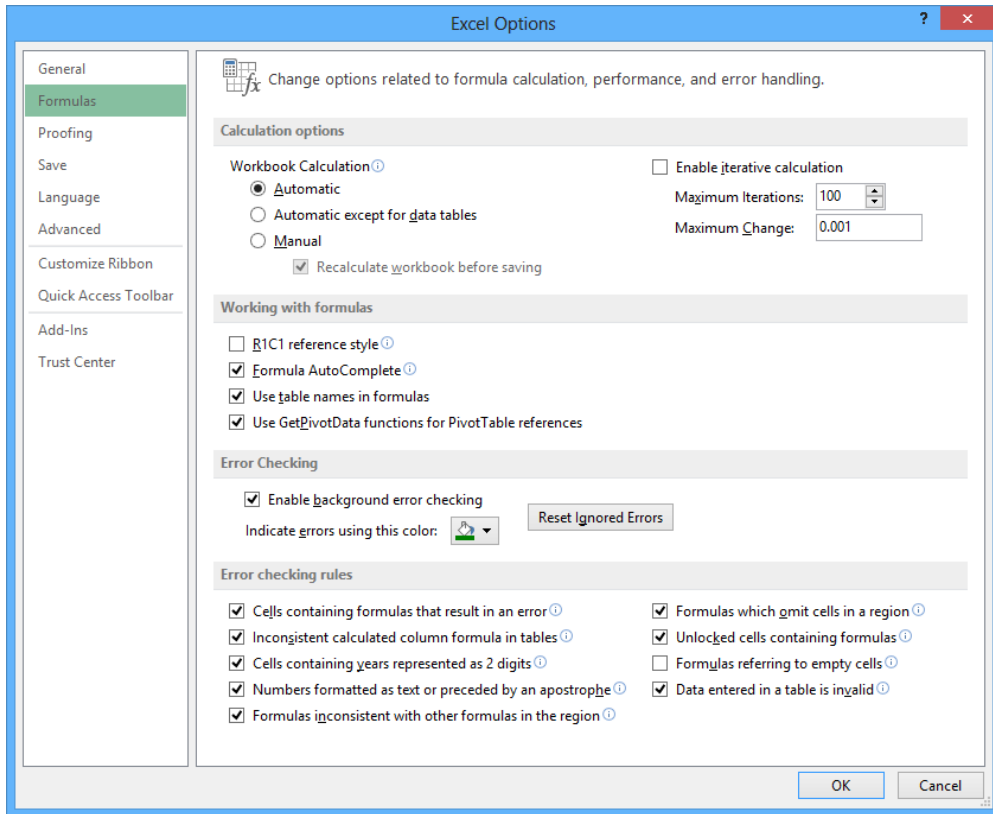 Excel Options
?
×
General
Formulas
Proofing
Save
Language
Advanced
Customize Ribbon
Quick Access Toolbar
Add-Ins
Trust Center
fx
Change options related to formula calculation, performance, and error handling.
Calculation options
Workbook Calculation
Automatic
Automatic except for data tables
Manual
Recalculate workbook before saving
Enable iterative calculation
Maximum Iterations: 100
Maximum Change: 0.001
Working with formulas
R1C1 reference style
Formula AutoComplete
Use table names in formulas
Use GetPivotData functions for PivotTable references
Error Checking
Enable background error checking
Indicate errors using this color:
Reset Ignored Errors
Error checking rules
Cells containing formulas that result in an error
Inconsistent calculated column formula in tables
Cells containing years represented as 2 digits
Numbers formatted as text or preceded by an apostrophe
Formulas inconsistent with other formulas in the region
Formulas which omit cells in a region
Unlocked cells containing formulas
Formulas referring to empty cells
Data entered in a table is invalid
OK
Cancel